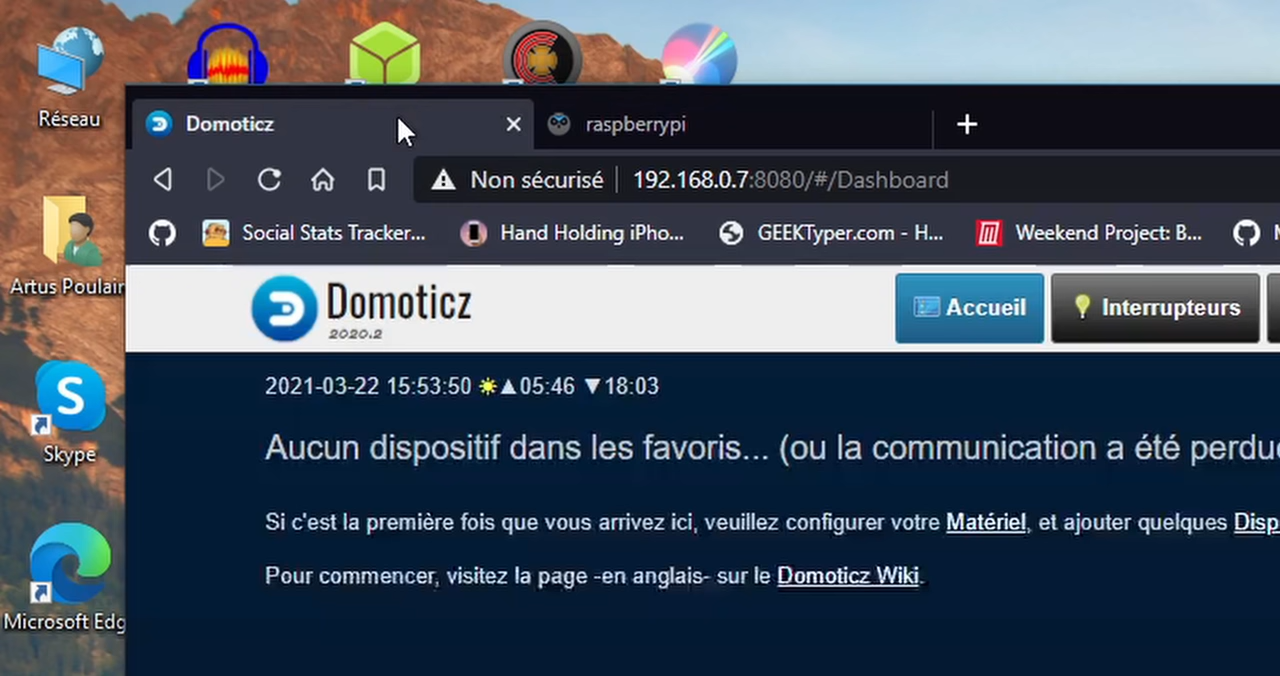 Réseau
Artus Poulain
Skype
Microsoft Edg
Domoticz
raspberrypi
Non sécurisé
192.168.0.7:8080/#/Dashboard
Social Stats Tracker...
Hand Holding iPho...
GEEKTyper.com - H...
Weekend Project: B...
Domoticz
2020.2
Accueil
Interrupteurs
2021-03-22 15:53:50 ☀▲05:46 ▼18:03
Aucun dispositif dans les favoris... (ou la communication a été perdu
Si c'est la première fois que vous arrivez ici, veuillez configurer votre Matériel, et ajouter quelques Disp
Pour commencer, visitez la page -en anglais- sur le Domoticz Wiki.